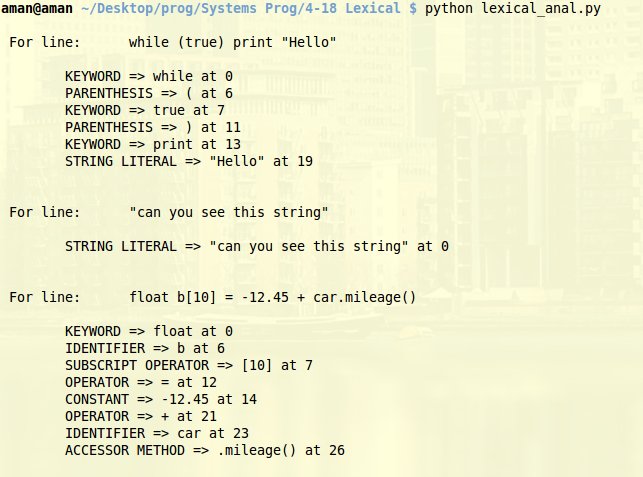 aman@aman ~/Desktop/prog/Systems Prog/4-18 Lexical $ python lexical_anal.py
For line: while (true) print "Hello"
KEYWORD => while at 0
PARENTHESIS => ( at 6
KEYWORD => true at 7
PARENTHESIS => ) at 11
KEYWORD => print at 13
STRING LITERAL => "Hello" at 19
For line: "can you see this string"
STRING LITERAL => "can you see this string" at 0
For line: float b[10] = -12.45 + car.mileage()
KEYWORD => float at 0
IDENTIFIER => b at 6
SUBSCRIPT OPERATOR => [10] at 7
OPERATOR => = at 12
CONSTANT => -12.45 at 14
OPERATOR => + at 21
IDENTIFIER => car at 23
ACCESSOR METHOD => .mileage() at 26